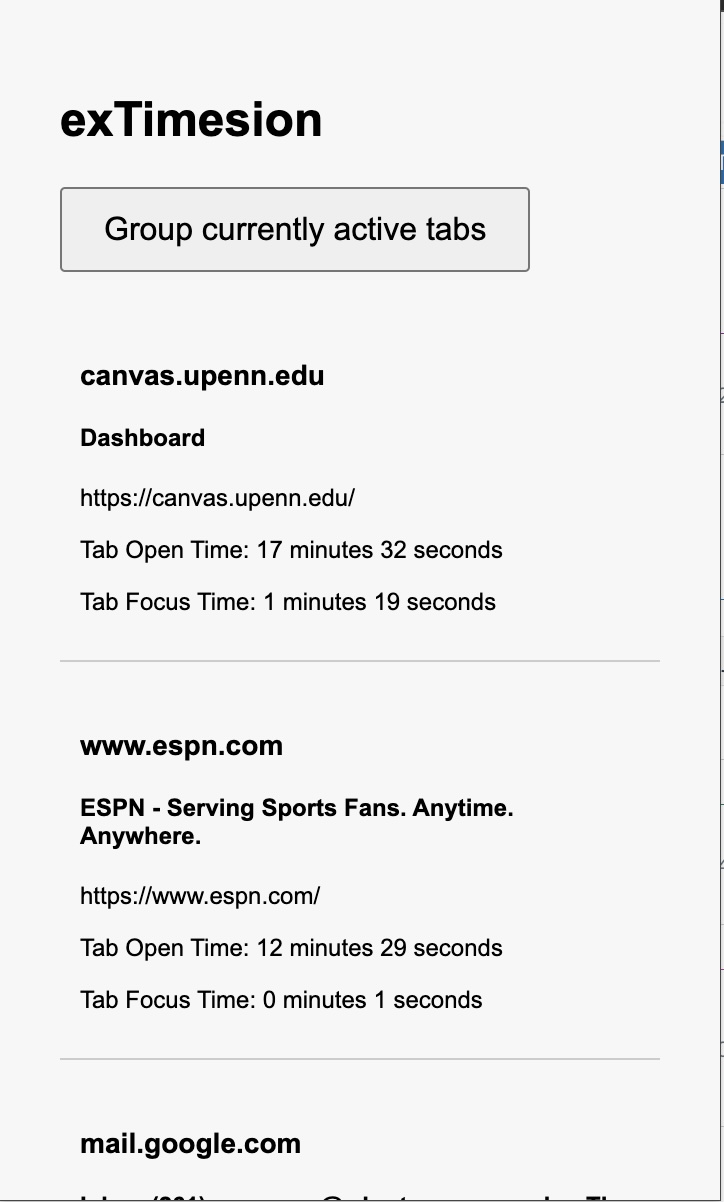 exTimesion
Group currently active tabs
canvas.upenn.edu
Dashboard
https://canvas.upenn.edu/
Tab Open Time: 17 minutes 32 seconds
Tab Focus Time: 1 minutes 19 seconds
www.espn.com
ESPN - Serving Sports Fans. Anytime.
Anywhere.
https://www.espn.com/
Tab Open Time: 12 minutes 29 seconds
Tab Focus Time: 0 minutes 1 seconds
mail.google.com